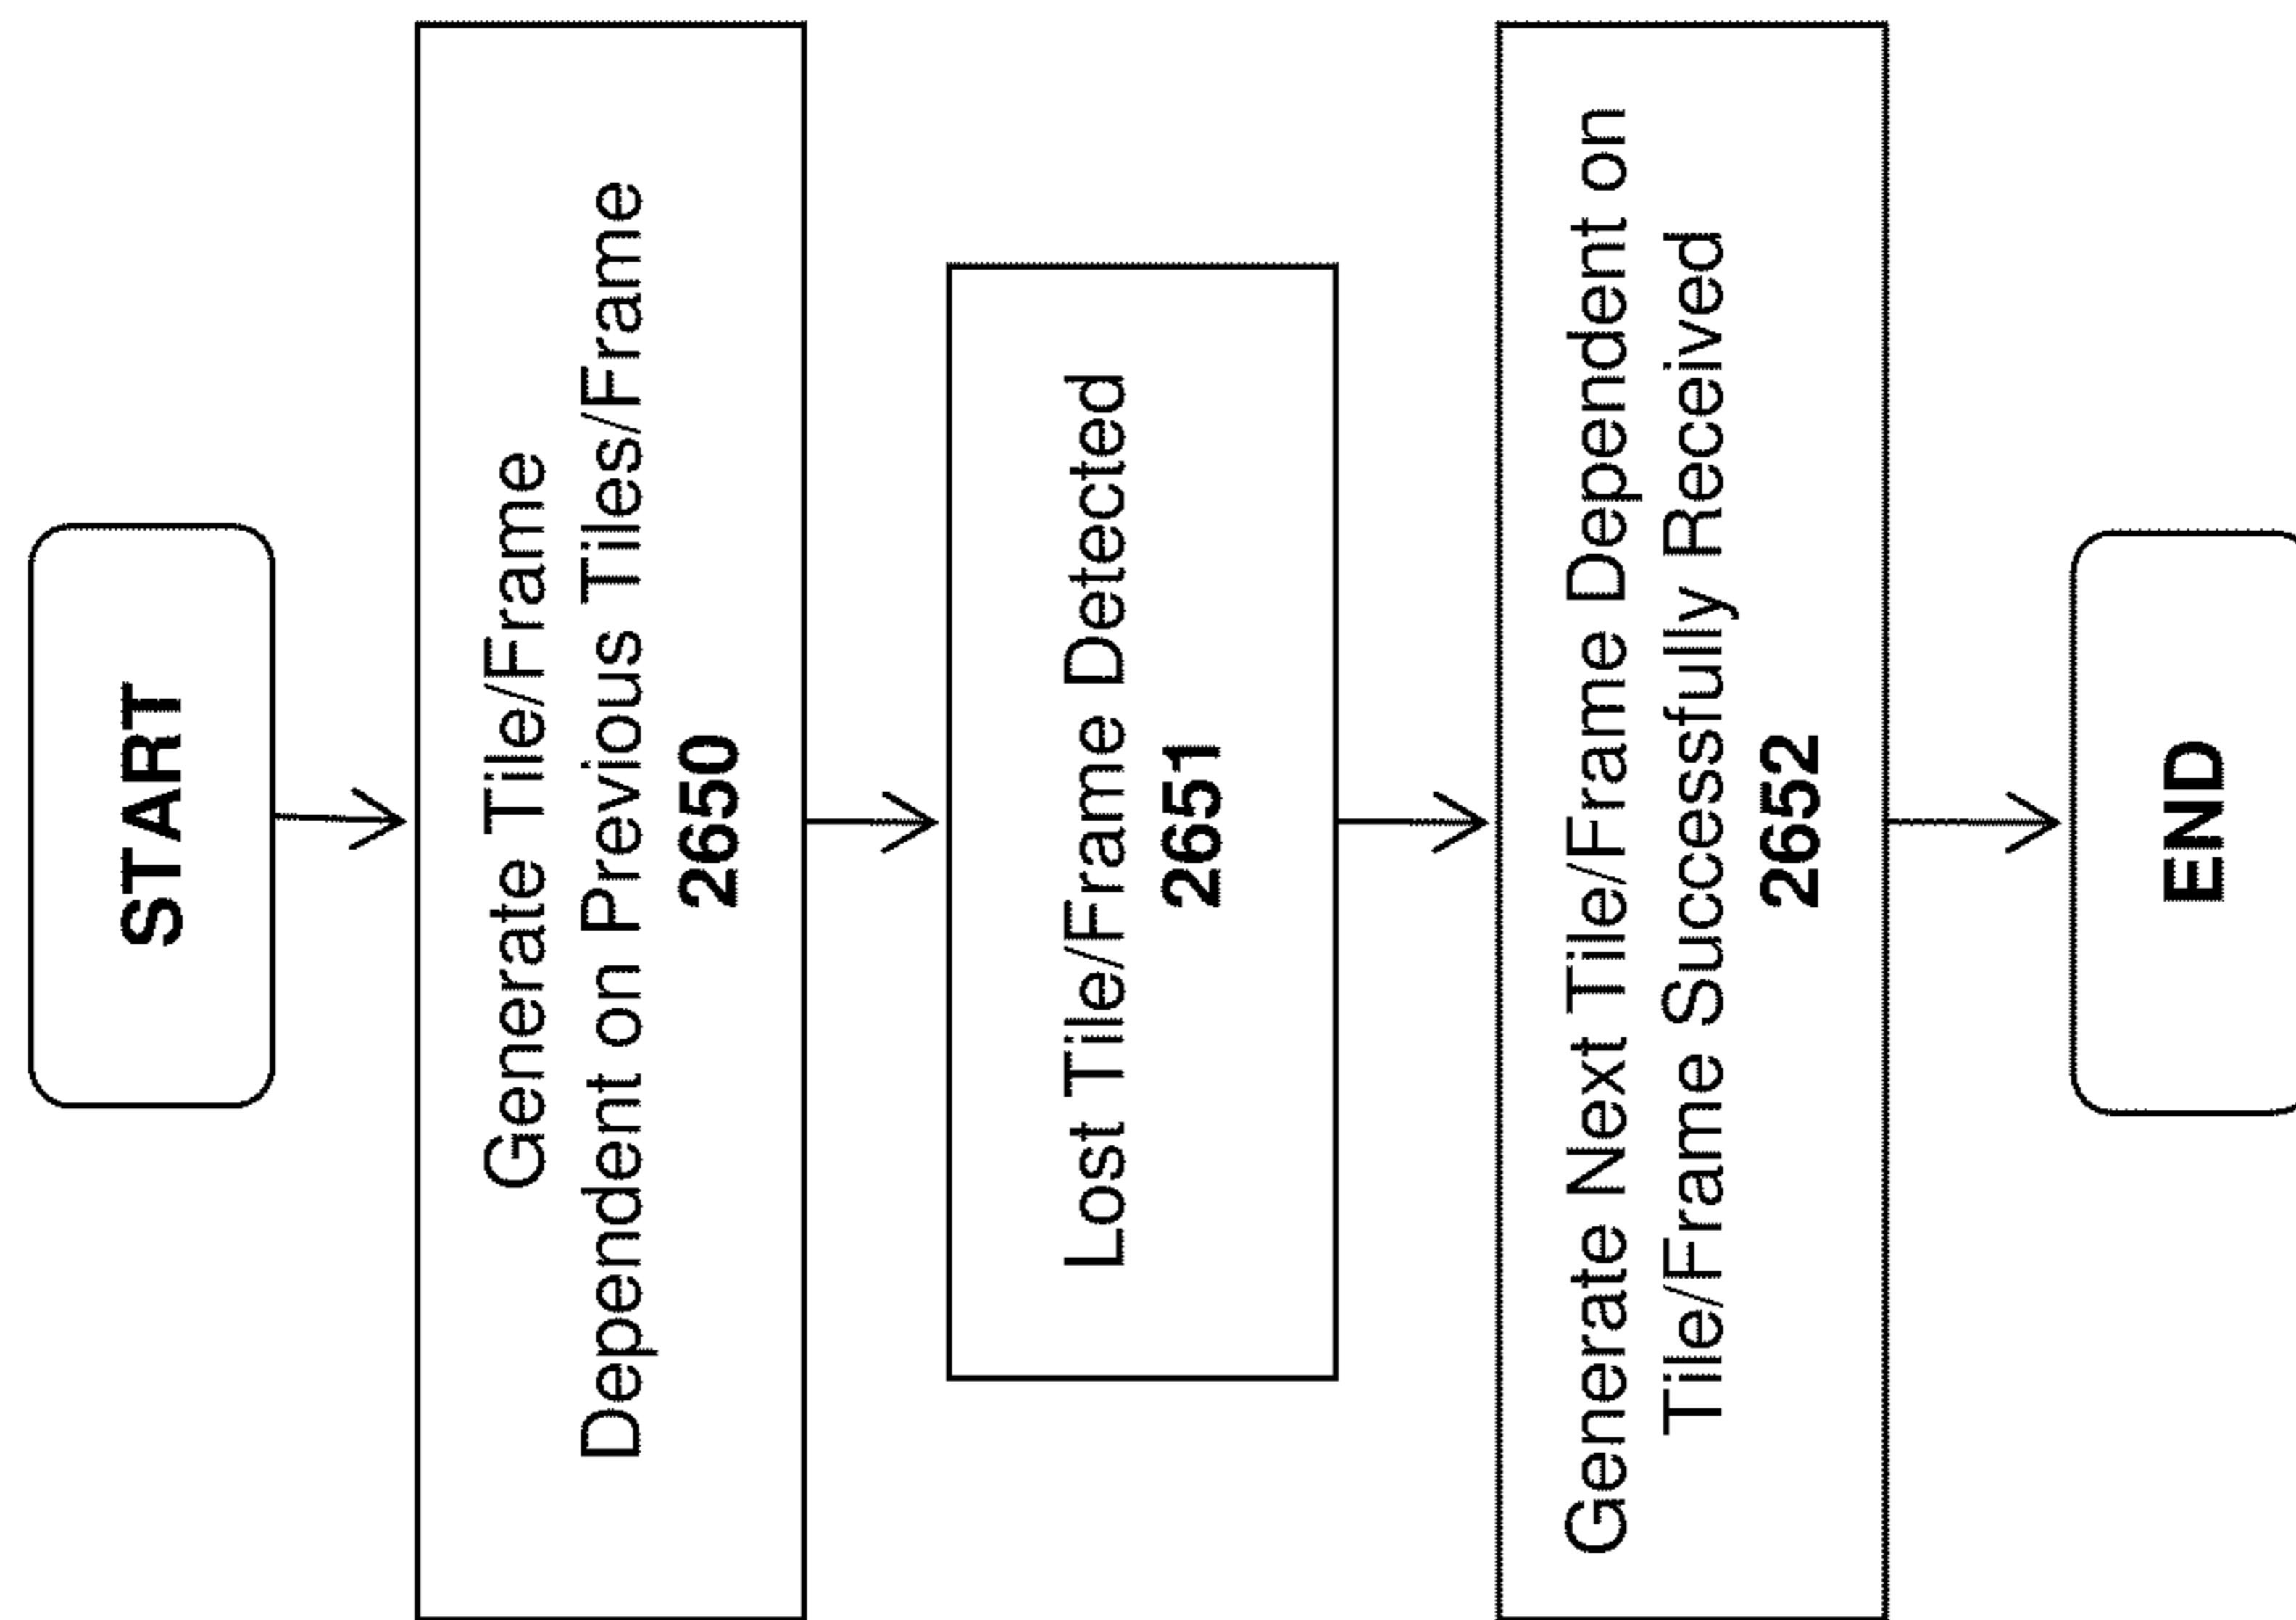 START
Generate Tile/Frame
Dependent on Previous Tiles/Frame
2650
Lost Tile/Frame Detected
2651
Generate Next Tile/Frame Dependent on
Tile/Frame Successfully Received
2652
END